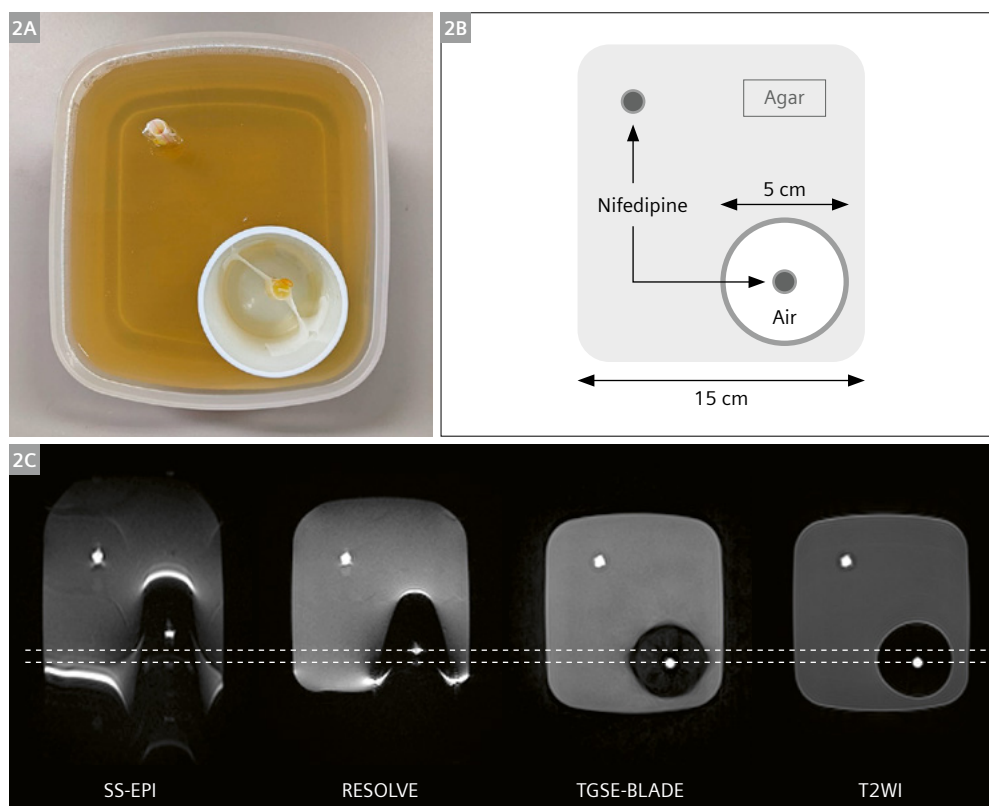 2A
2B
Agar
5 cm
Nifedipine
Air
15 cm
2C
SS-EPI
RESOLVE
TGSE-BLADE
T2WI